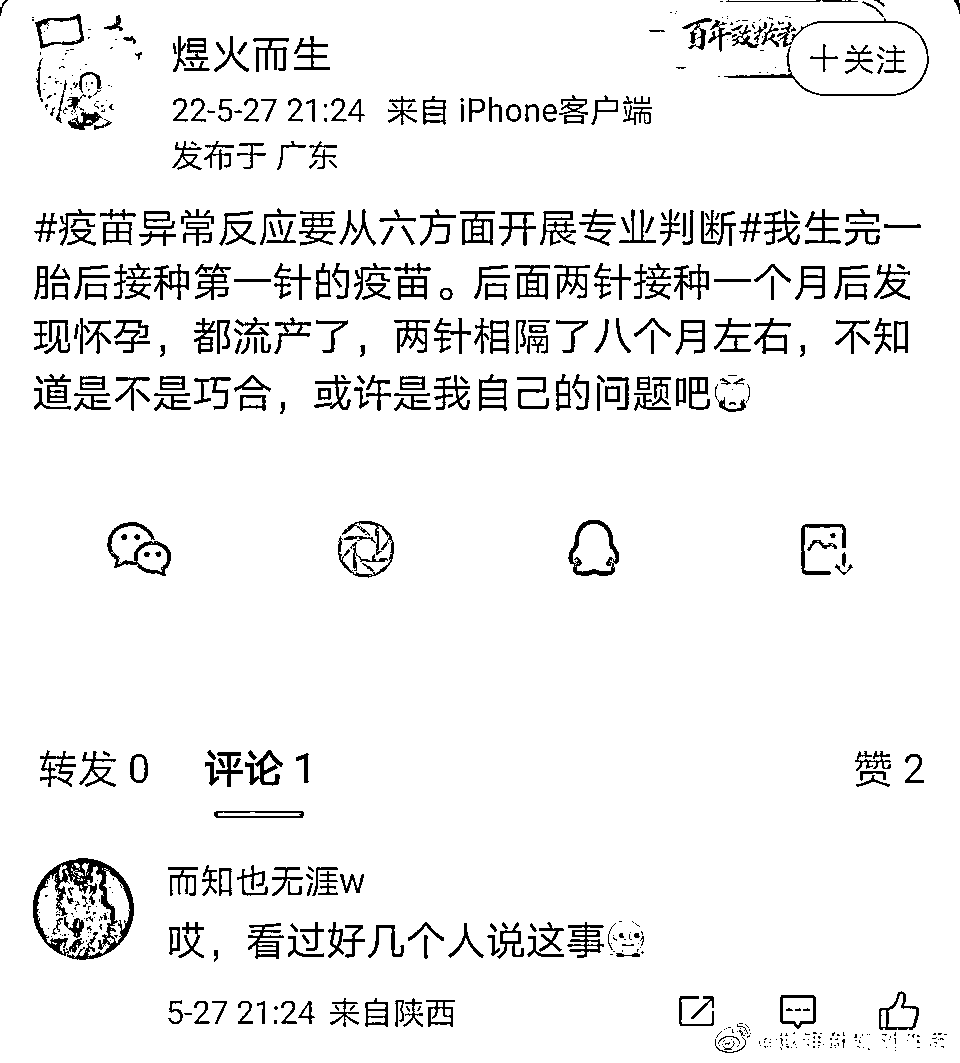 煜火而生
22-5-27 21:24 来自 iPhone客户端
发布于 广东
十关注
#疫苗异常反应要从六方面开展专业判断#我生完一
胎后接种第一针的疫苗。后面两针接种一个月后发
现怀孕，都流产了，两针相隔了八个月左右，不知
道是不是巧合，或许是我自己的问题吧
转发 0 评论 1 赞 2
而知也无涯w
哎，看过好几个人说这事
5-27 21:24 来自陕西